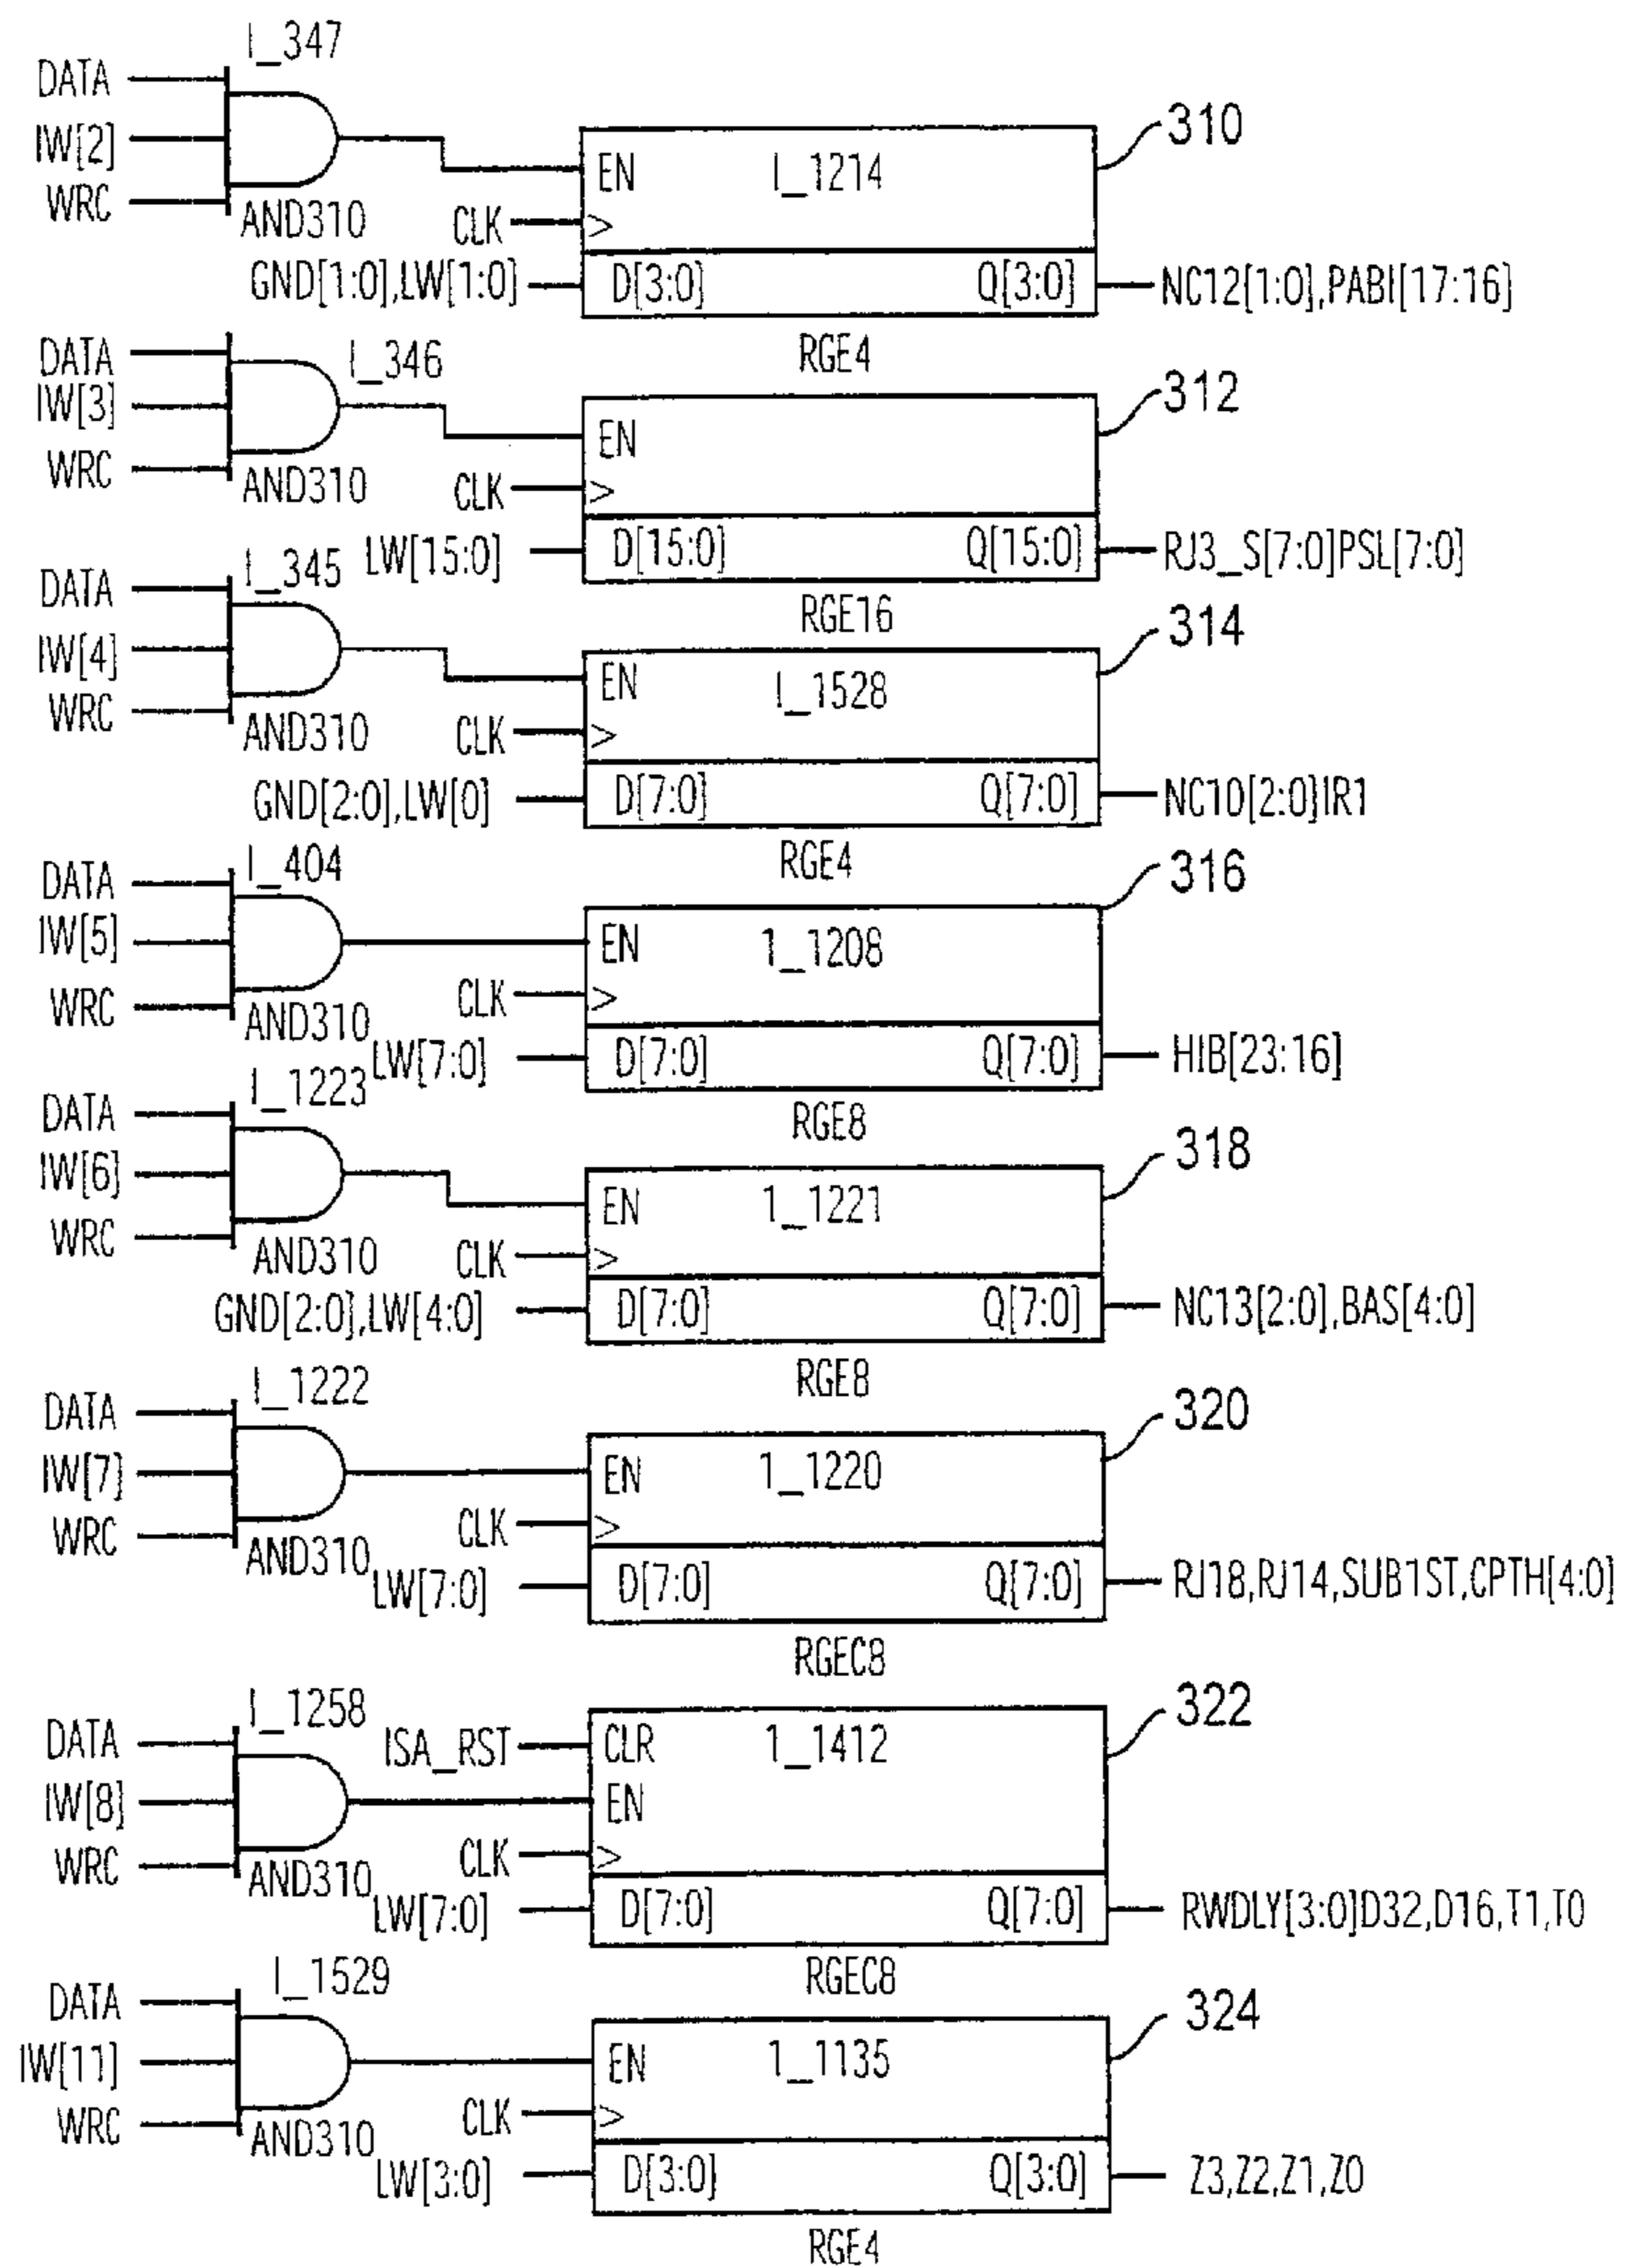 I_347
DATA
IW[2]
WRC
AND310
310
EN I_1214
CLK >
GND[1:0],LW[1:0] D[3:0] Q[3:0] NC12[1:0],PABI[17:16]
RGE4
DATA
I_346
IW[3]
WRC
AND310
312
EN
CLK >
LW[15:0] D[15:0] Q[15:0] RJ3_S[7:0]PSL[7:0]
RGE16
I_345
DATA
IW[4]
WRC
AND310
314
EN I_1528
CLK >
GND[2:0],LW[0] D[7:0] Q[7:0] NC10[2:0]IR1
RGE4
I_404
DATA
IW[5]
WRC
AND310
316
EN 1_1208
CLK >
LW[7:0] D[7:0] Q[7:0] HIB[23:16]
RGE8
I_1223
DATA
IW[6]
WRC
AND310
318
EN 1_1221
CLK >
GND[2:0],LW[4:0] D[7:0] Q[7:0] NC13[2:0],BAS[4:0]
RGE8
I_1222
DATA
IW[7]
WRC
AND310
320
EN 1_1220
CLK >
LW[7:0] D[7:0] Q[7:0] RJ18,RJ14,SUB1ST,CPTH[4:0]
RGEC8
I_1258
DATA
IW[8]
WRC
AND310
322
ISA_RST CLR 1_1412
EN
CLK >
LW[7:0] D[7:0] Q[7:0] RWDLY[3:0]D32,D16,T1,T0
RGEC8
I_1529
DATA
IW[11]
WRC
AND310
324
EN 1_1135
CLK >
LW[3:0] D[3:0] Q[3:0] Z3,Z2,Z1,Z0
RGE4